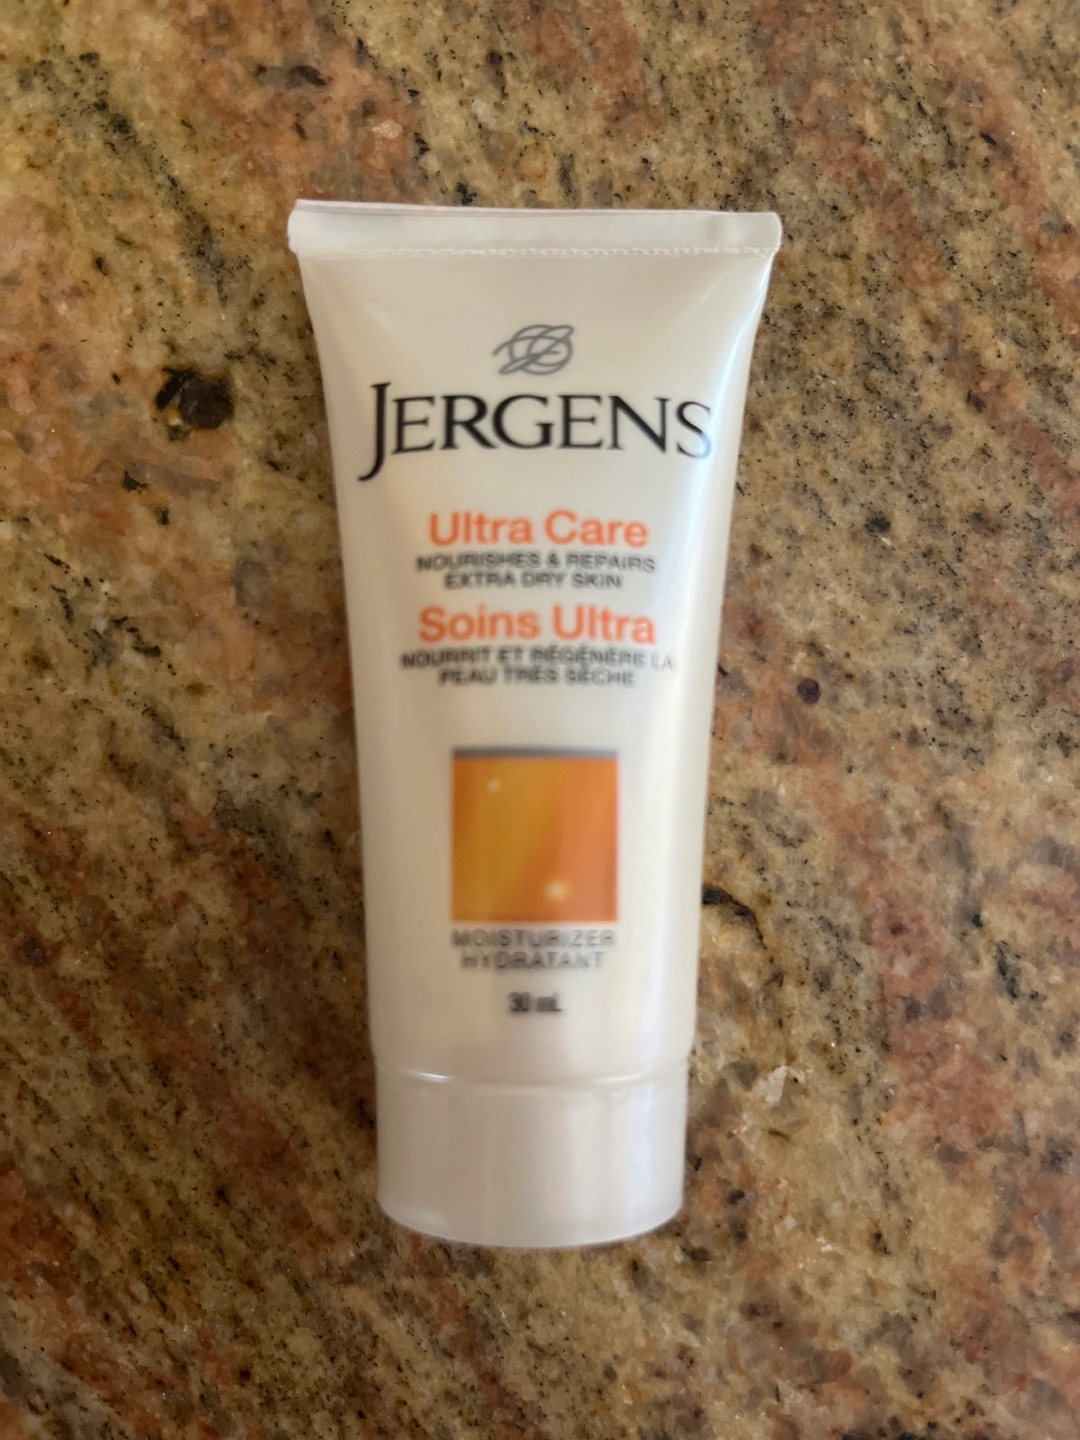 JERGENS
Ultra Care
NOURISHES & REPAIRS
EXTRA DRY SKIN
Soins Ultra
NOURRIT ET RÉGÉNÈRE LA
PEAU TRÈS SÈCHE
MOISTURIZER
HYDRATANT
30 mL